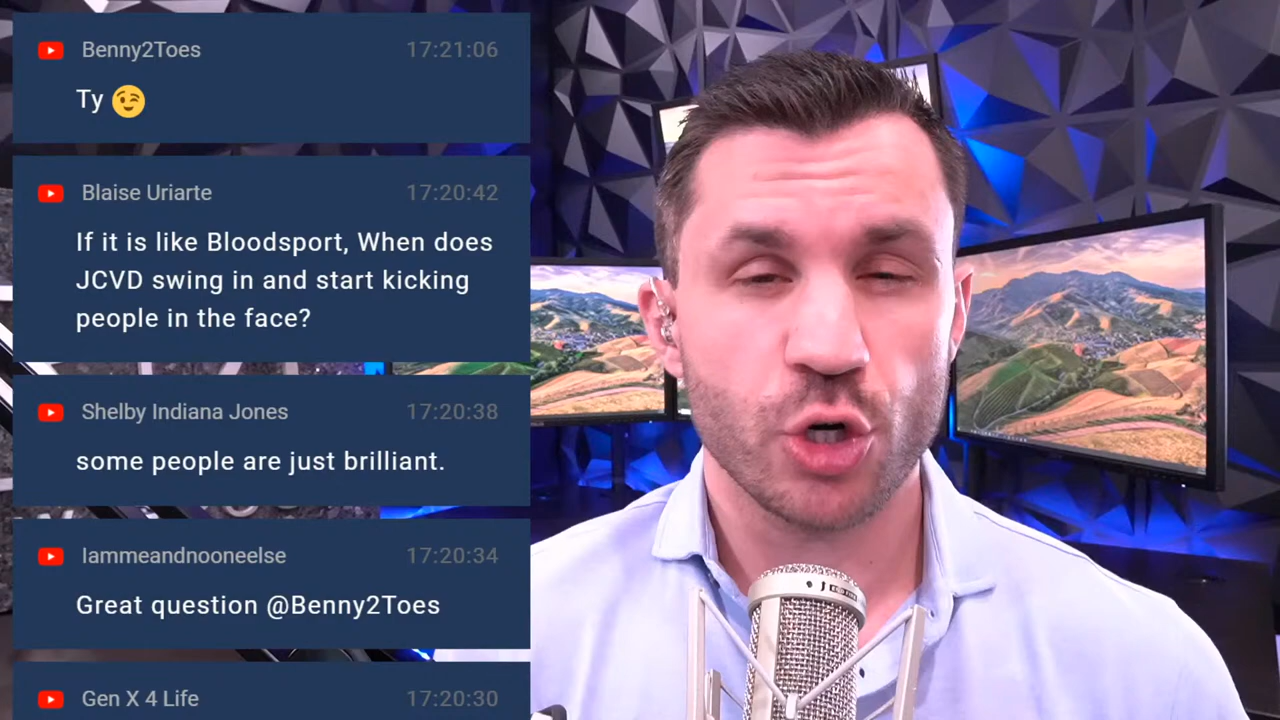 Benny2Toes 17:21:06
Ty 😉
Blaise Uriarte 17:20:42
If it is like Bloodsport, When does
JCVD swing in and start kicking
people in the face?
Shelby Indiana Jones 17:20:38
some people are just brilliant.
Iammeandnooneelse 17:20:34
Great question @Benny2Toes
Gen X 4 Life 17:20:30